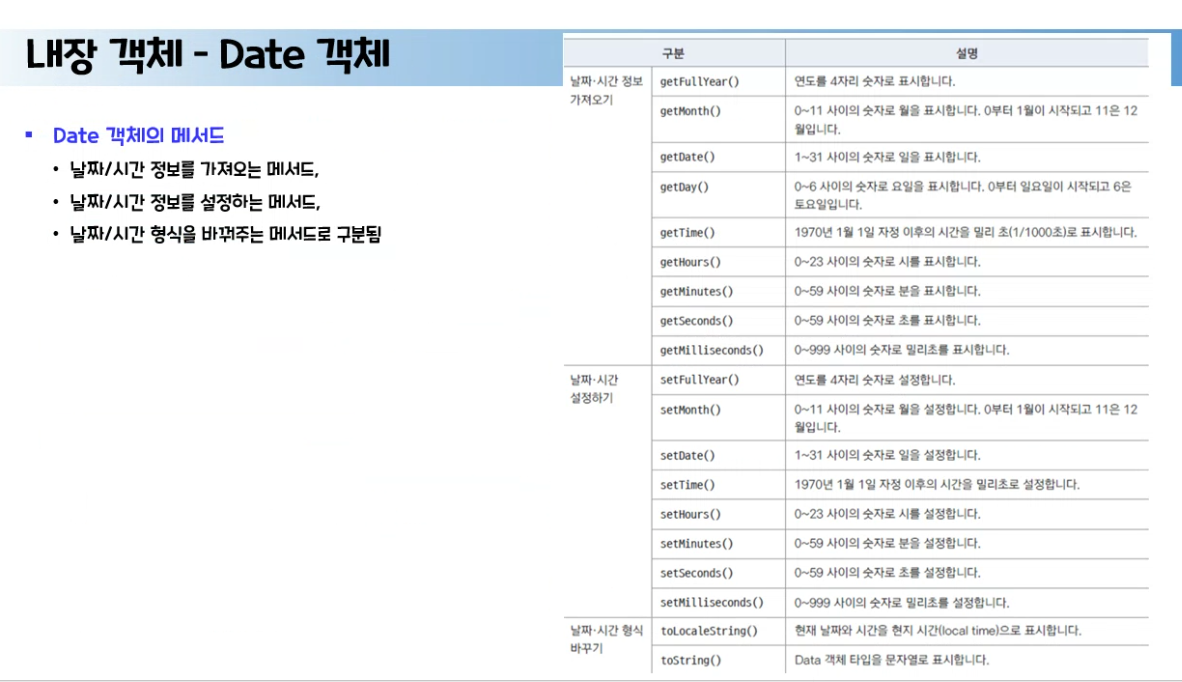 내장 객체 - Date 객체
▪ Date 객체의 메서드
• 날짜/시간 정보를 가져오는 메서드,
• 날짜/시간 정보를 설정하는 메서드,
• 날짜/시간 형식을 바꿔주는 메서드로 구분됨
구분 설명
날짜·시간 정보
가져오기
getFullYear() 연도를 4자리 숫자로 표시합니다.
getMonth() 0~11 사이의 숫자로 월을 표시합니다. 0부터 1월이 시작되고 11은 12
월입니다.
getDate() 1~31 사이의 숫자로 일을 표시합니다.
getDay() 0~6 사이의 숫자로 요일을 표시합니다. 0부터 일요일이 시작되고 6은
토요일입니다.
getTime() 1970년 1월 1일 자정 이후의 시간을 밀리 초(1/1000초)로 표시합니다.
getHours() 0~23 사이의 숫자로 시를 표시합니다.
getMinutes() 0~59 사이의 숫자로 분을 표시합니다.
getSeconds() 0~59 사이의 숫자로 초를 표시합니다.
getMilliseconds() 0~999 사이의 숫자로 밀리초를 표시합니다.
날짜·시간
설정하기
setFullYear() 연도를 4자리 숫자로 설정합니다.
setMonth() 0~11 사이의 숫자로 월을 설정합니다. 0부터 1월이 시작되고 11은 12
월입니다.
setDate() 1~31 사이의 숫자로 일을 설정합니다.
setTime() 1970년 1월 1일 자정 이후의 시간을 밀리초로 설정합니다.
setHours() 0~23 사이의 숫자로 시를 설정합니다.
setMinutes() 0~59 사이의 숫자로 분을 설정합니다.
setSeconds() 0~59 사이의 숫자로 초를 설정합니다.
setMilliseconds() 0~999 사이의 숫자로 밀리초를 설정합니다.
날짜·시간 형식
바꾸기
toLocaleString() 현재 날짜와 시간을 현지 시간(local time)으로 표시합니다.
toString() Data 객체 타입을 문자열로 표시합니다.